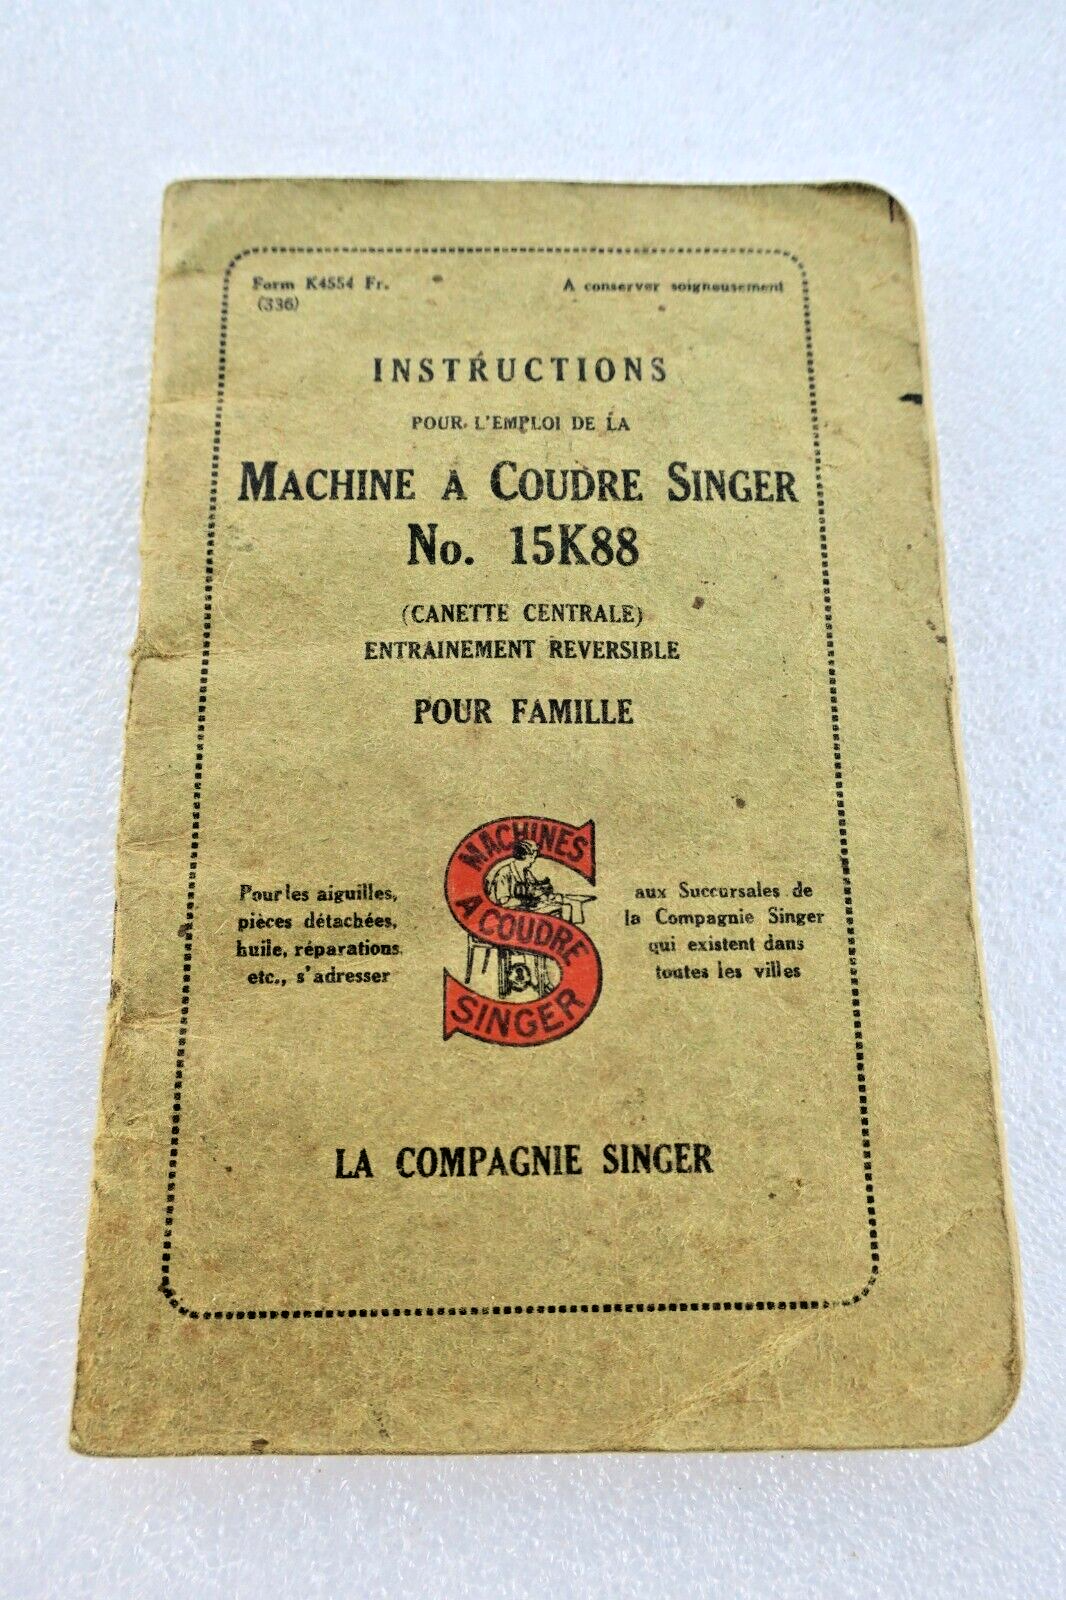 Form K4554 Fr.
(336)
A conserver soigneusement
INSTRUCTIONS
POUR L'EMPLOI DE LA
MACHINE A COUDRE SINGER
No. 15K88
(CANETTE CENTRALE)
ENTRAINEMENT REVERSIBLE
POUR FAMILLE
Pour les aiguilles,
pièces détachées,
huile, réparations,
etc., s'adresser
MACHINES
A COUDRE
SINGER
aux Succursales de
la Compagnie Singer
qui existent dans
toutes les villes
LA COMPAGNIE SINGER